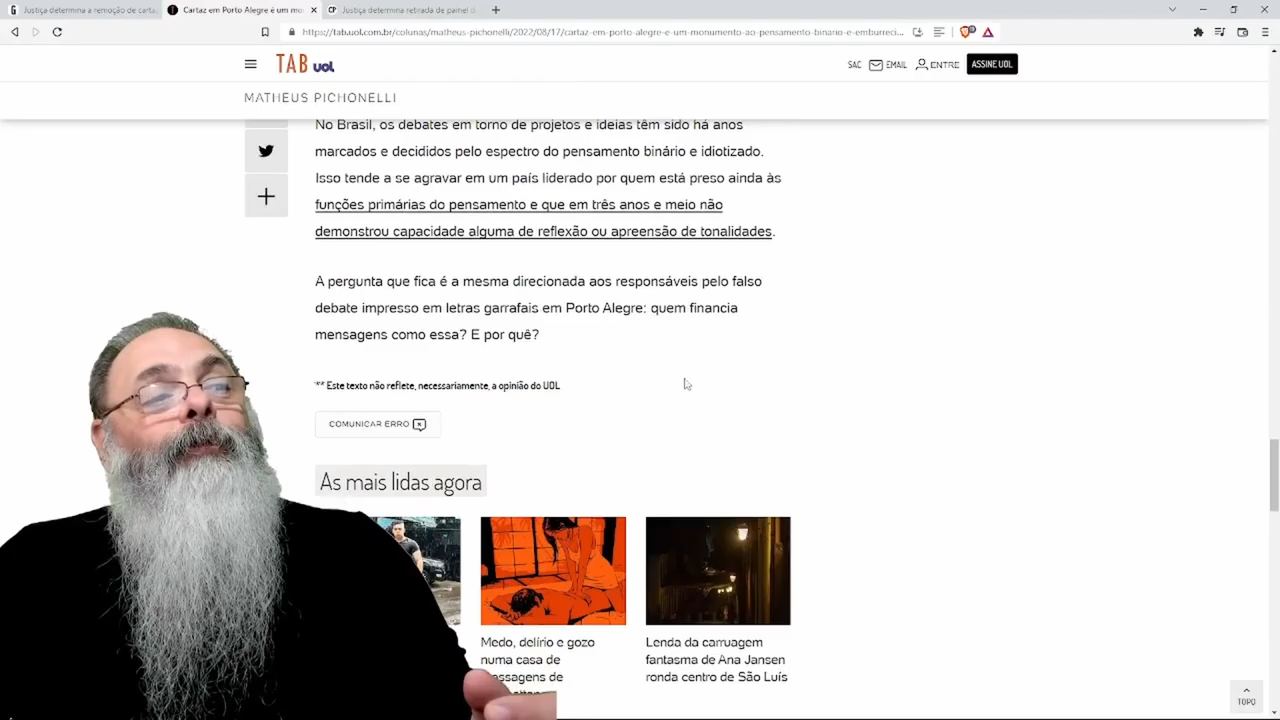 Justiça determina a remoção de carta
Cartaz em Porto Alegre é um mo
Justiça determina retirada de painel d
https://tab.uol.com.br/colunas/matheus-pichonelli/2022/08/17/cartaz-em-porto-alegre-e-um-monumento-ao-pensamento-binario-e-emburreci...
TAB UOL
SAC
EMAIL
ENTRE
ASSINE UOL
MATHEUS PICHONELLI
No Brasil, os debates em torno de projetos e ideias têm sido há anos
marcados e decididos pelo espectro do pensamento binário e idiotizado.
Isso tende a se agravar em um país liderado por quem está preso ainda às
funções primárias do pensamento e que em três anos e meio não
demonstrou capacidade alguma de reflexão ou apreensão de tonalidades.
A pergunta que fica é a mesma direcionada aos responsáveis pelo falso
debate impresso em letras garrafais em Porto Alegre: quem financia
mensagens como essa? E por quê?
** Este texto não reflete, necessariamente, a opinião do UOL
COMUNICAR ERRO
As mais lidas agora
Medo, delírio e gozo
numa casa de
ssagens de
Lenda da carruagem
fantasma de Ana Jansen
ronda centro de São Luís
TOPO